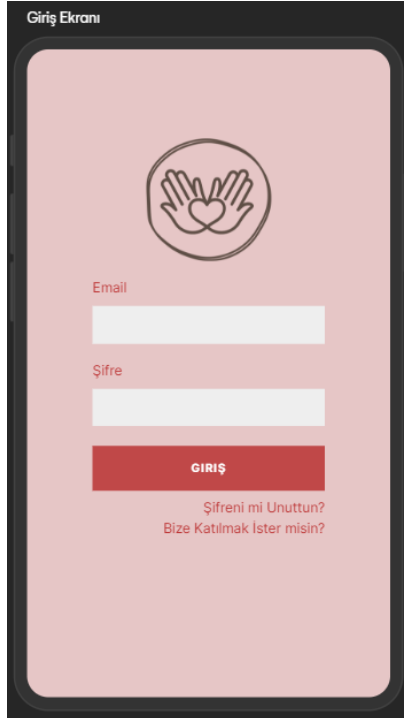 Giriş Ekranı
Email
Şifre
GIRIŞ
Şifreni mi Unuttun?
Bize Katılmak İster misin?